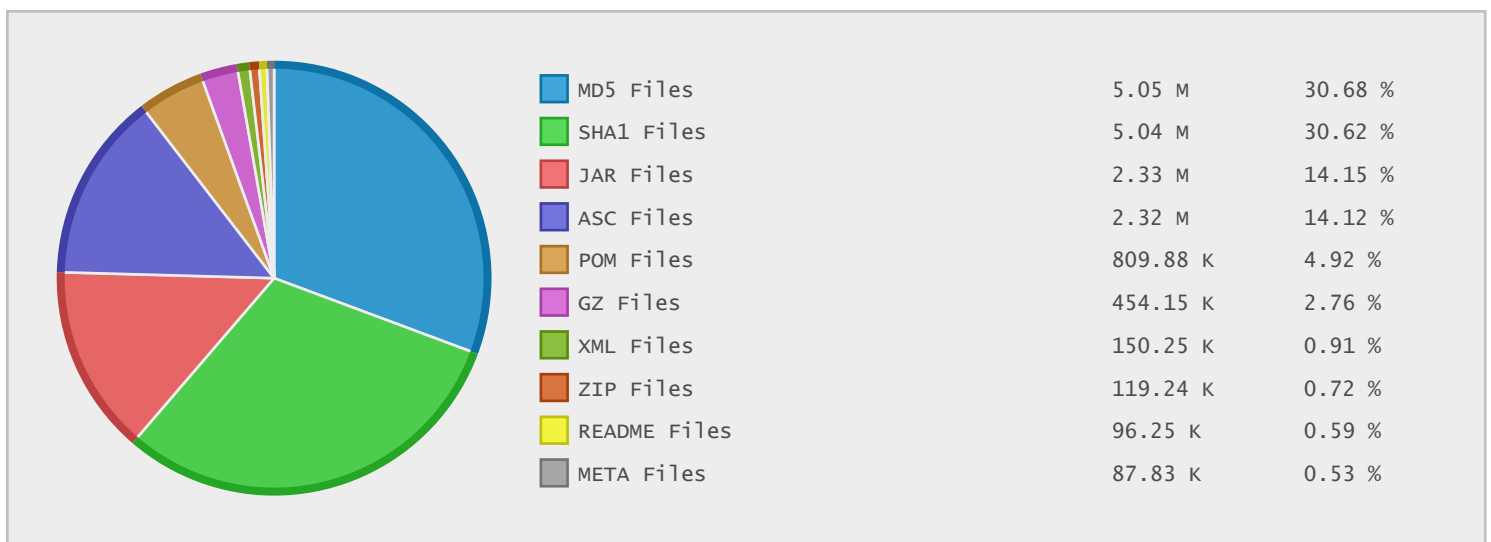 MD5 Files 5.05 M 30.68 %
SHA1 Files 5.04 M 30.62 %
JAR Files 2.33 M 14.15 %
ASC Files 2.32 M 14.12 %
POM Files 809.88 K 4.92 %
GZ Files 454.15 K 2.76 %
XML Files 150.25 K 0.91 %
ZIP Files 119.24 K 0.72 %
README Files 96.25 K 0.59 %
META Files 87.83 K 0.53 %